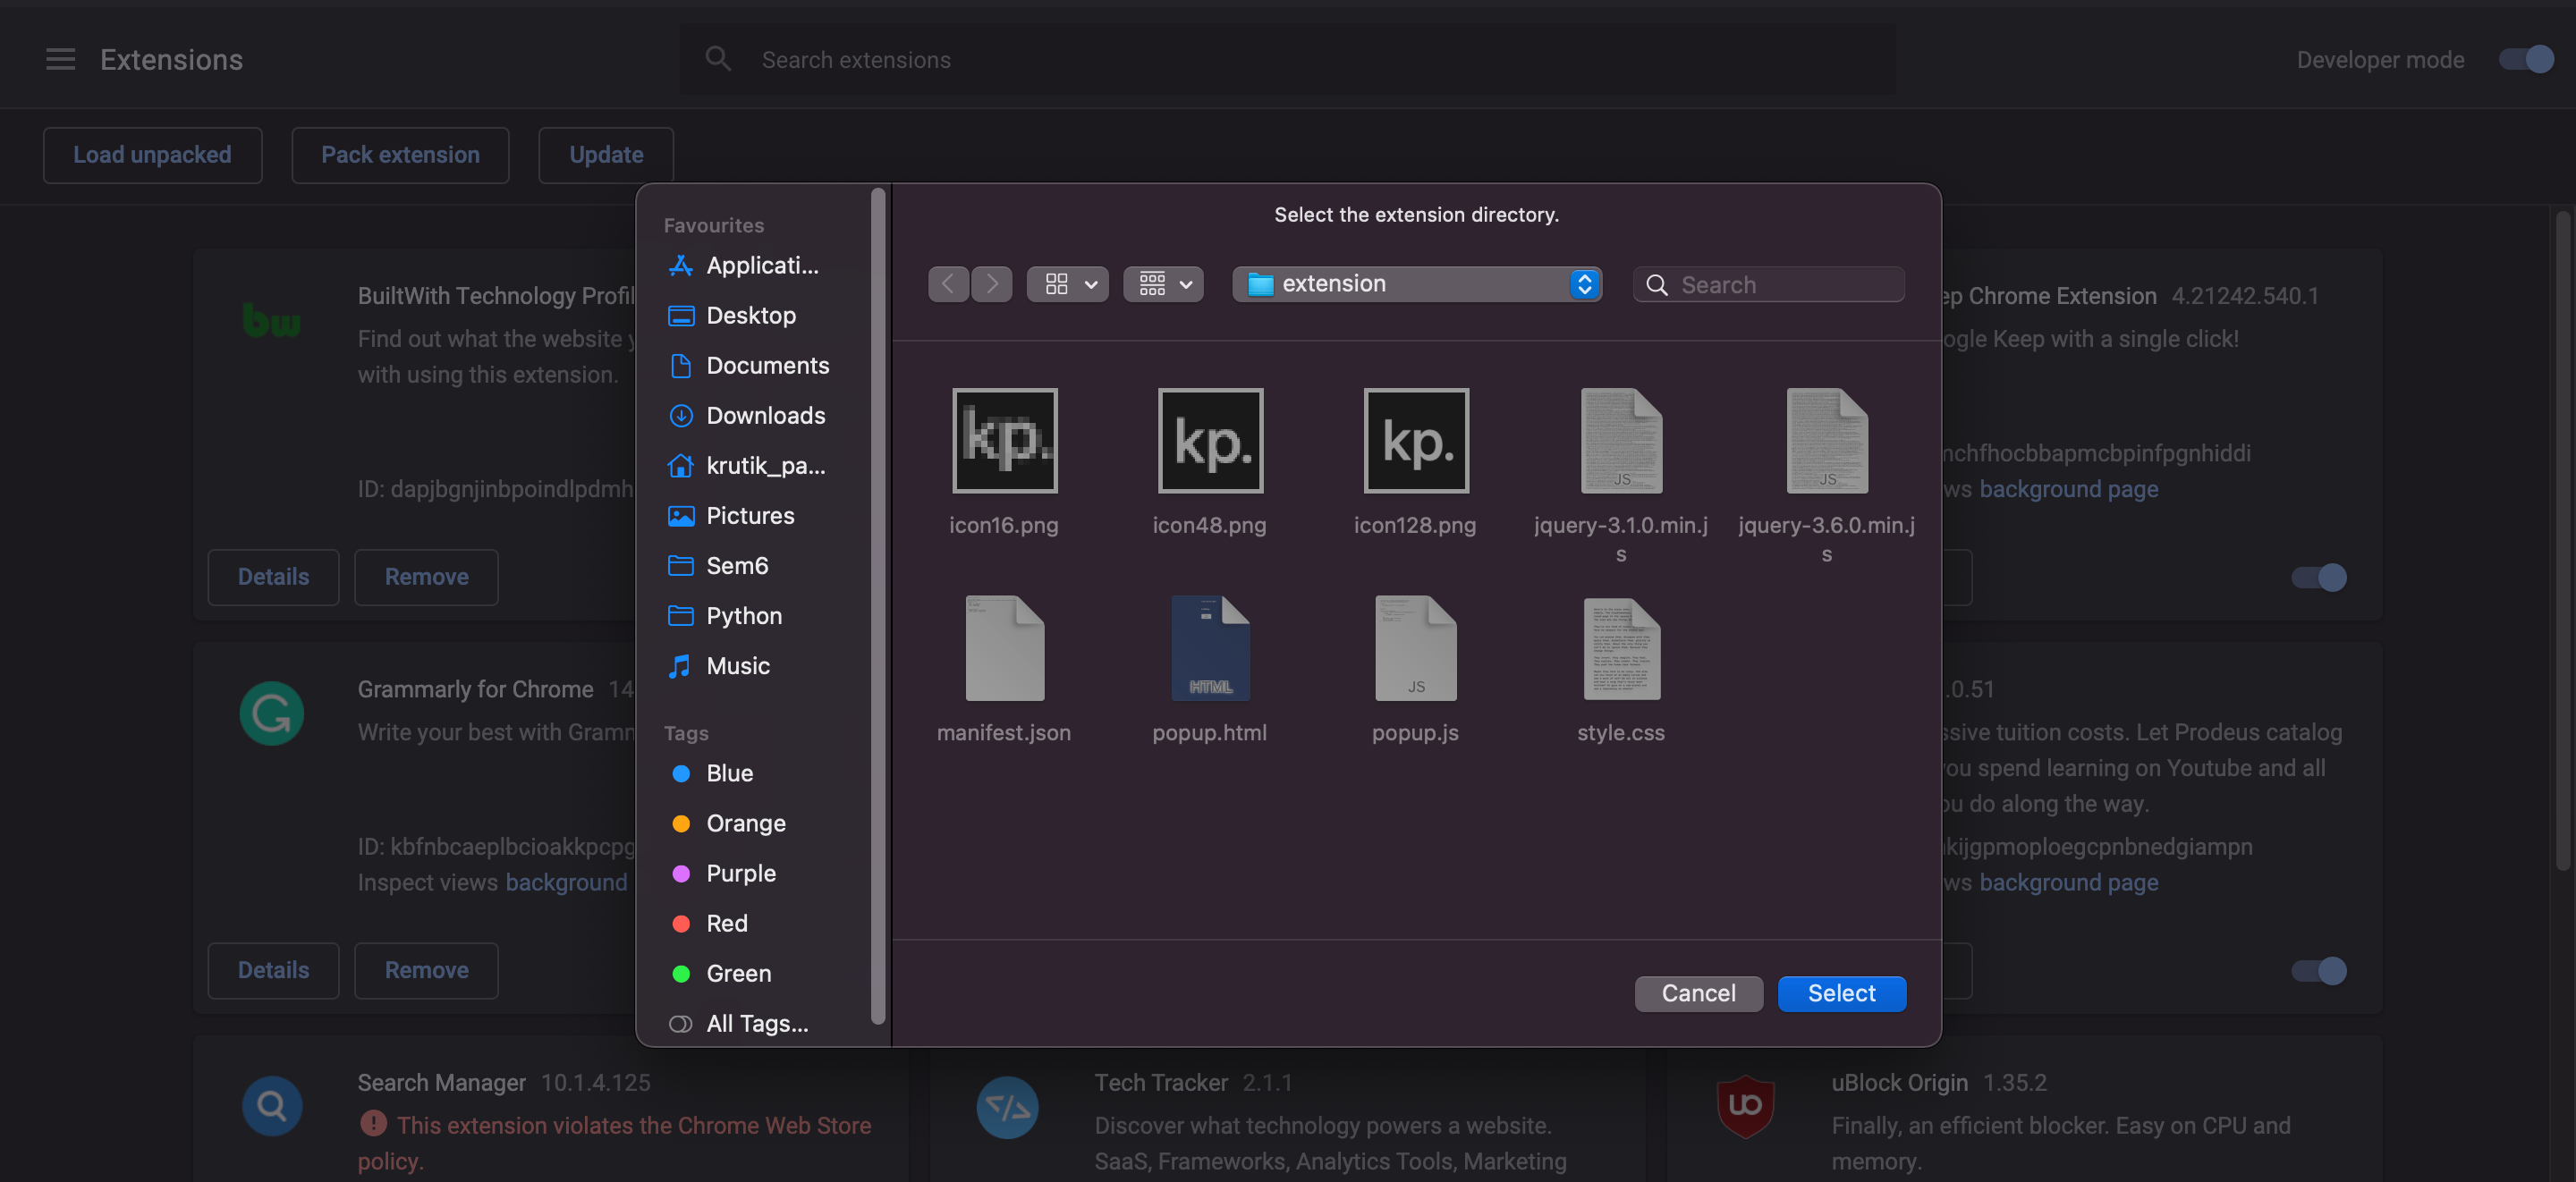 Extensions
Search extensions
Developer mode
Load unpacked
Pack extension
Update
Select the extension directory.
Favourites
Applicati...
Desktop
Documents
Downloads
krutik_pa...
Pictures
Sem6
Python
Music
Tags
Blue
Orange
Purple
Red
Green
All Tags...
extension
Search
kp.
kp.
kp.
JS
JS
icon16.png
icon48.png
icon128.png
jquery-3.1.0.min.j
s
jquery-3.6.0.min.j
s
HTML
JS
manifest.json
popup.html
popup.js
style.css
Cancel
Select
bw
BuiltWith Technology Profil
Find out what the website
with using this extension.
ID: dapjbgnjinbpoindlpdmh
Details
Remove
ep Chrome Extension 4.21242.540.1
ogle Keep with a single click!
nchfhocbbapmcbpinfpgnhiddi
ws background page
Grammarly for Chrome 14
Write your best with Gramm
ID: kbfnbcaeplbcioakkpcpg
Inspect views background
Details
Remove
.0.51
ssive tuition costs. Let Prodeus catalog
you spend learning on Youtube and all
ou do along the way.
kijgpmoploegcpnbnedgiampn
ws background page
Search Manager 10.1.4.125
This extension violates the Chrome Web Store
policy.
</>
Tech Tracker 2.1.1
Discover what technology powers a website.
SaaS, Frameworks, Analytics Tools, Marketing
uBlock Origin 1.35.2
Finally, an efficient blocker. Easy on CPU and
memory.